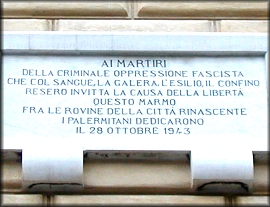 AI MARTIRI
DELLA CRIMINALE OPPRESSIONE FASCISTA
CHE COL SANGUE, LA GALERA, L'ESILIO, IL CONFINO
RESERO INVITTA LA CAUSA DELLA LIBERTÀ
QUESTO MARMO
FRA LE ROVINE DELLA CITTÀ RINASCENTE
I PALERMITANI DEDICARONO
IL 28 OTTOBRE 1943